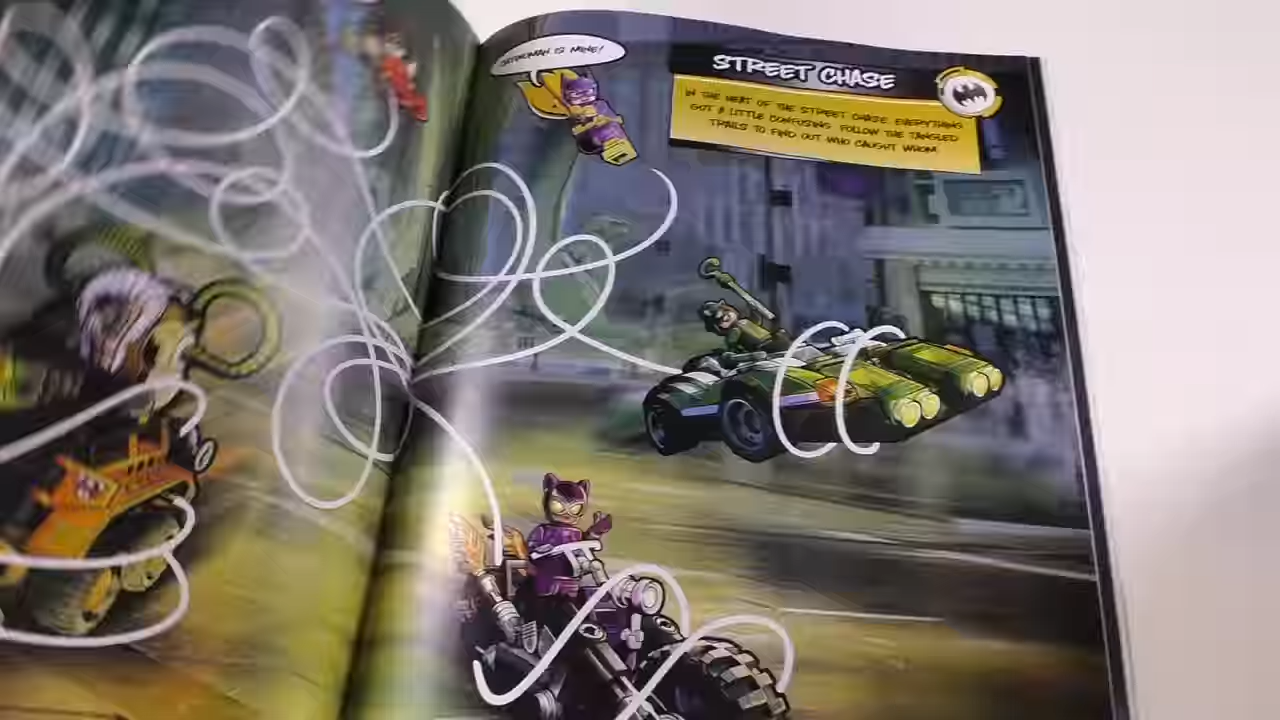 CATWOMAN IS MINE!
STREET CHASE
IN THE HEAT OF THE STREET CHASE, EVERYTHING
GOT A LITTLE CONFUSING. FOLLOW THE TANGLED
TRAILS TO FIND OUT WHO CAUGHT WHOM!